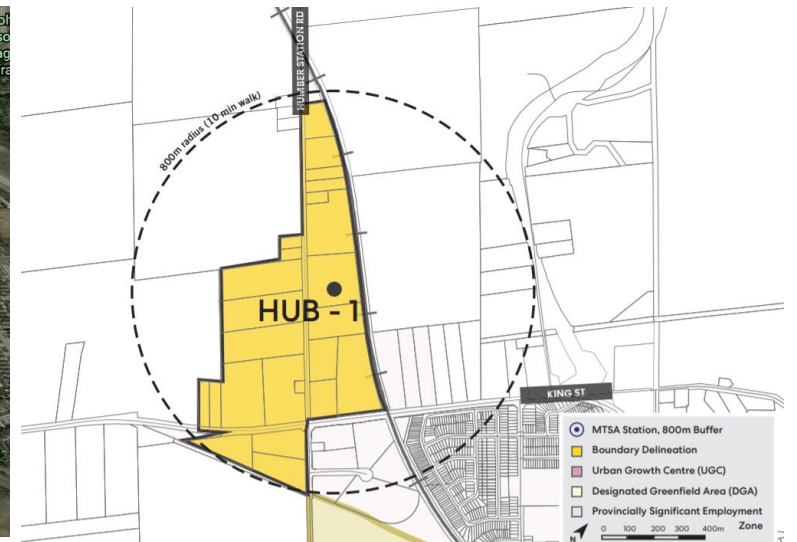 HUMBER STATION RD
800m radius (10 min walk)
HUB - 1
KING ST
MTSA Station, 800m Buffer
Boundary Delineation
Urban Growth Centre (UGC)
Designated Greenfield Area (DGA)
Provincially Significant Employment
Zone
0 100 200 300 400m
N